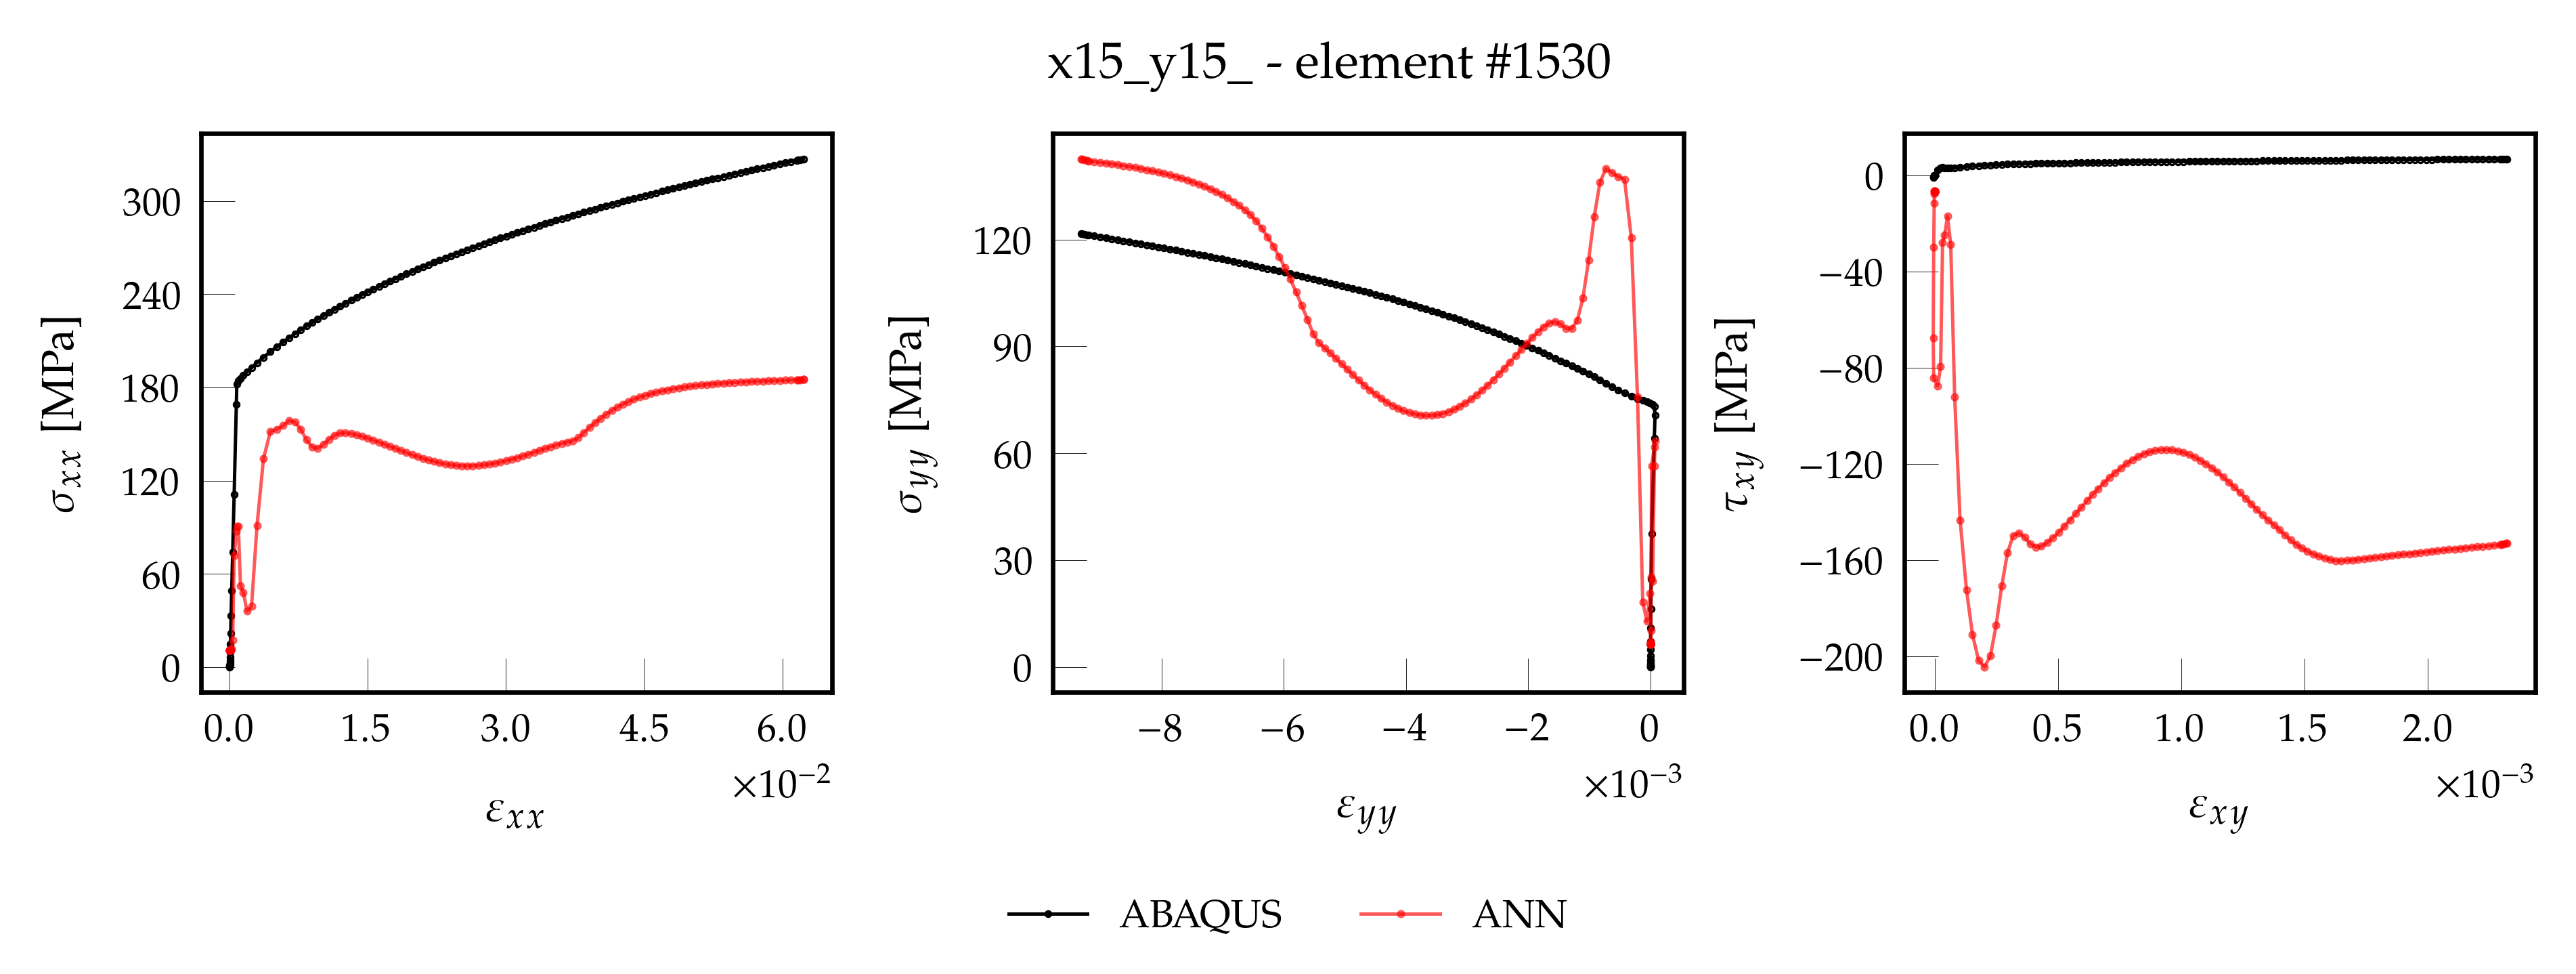 x15_y15_ - element #1530
σxx [MPa]
300
240
180
120
60
0
0.0 1.5 3.0 4.5 6.0
×10−2
εxx
σyy [MPa]
120
90
60
30
0
−8 −6 −4 −2 0
×10−3
εyy
τxy [MPa]
0
−40
−80
−120
−160
−200
0.0 0.5 1.0 1.5 2.0
×10−3
εxy
ABAQUS ANN